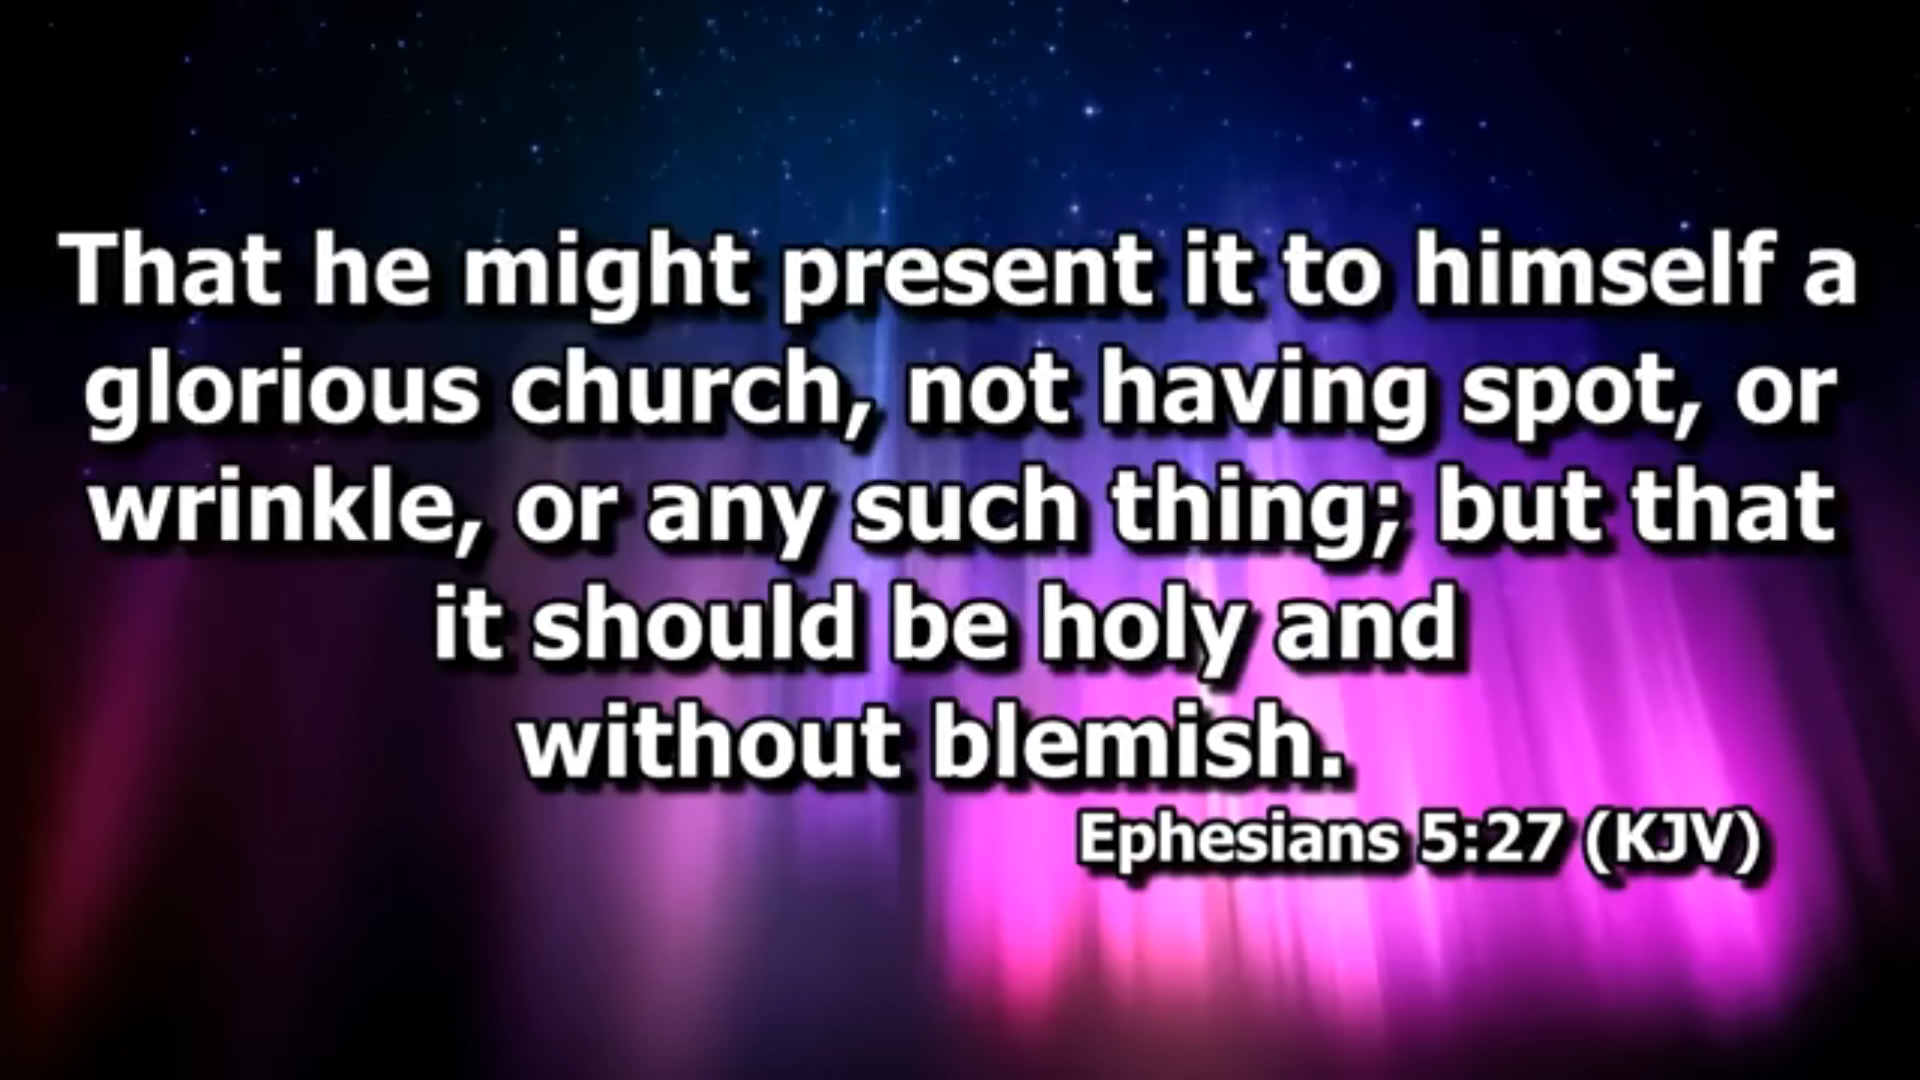 That he might present it to himself a
glorious church, not having spot, or
wrinkle, or any such thing; but that
it should be holy and
without blemish.
Ephesians 5:27 (KJV)